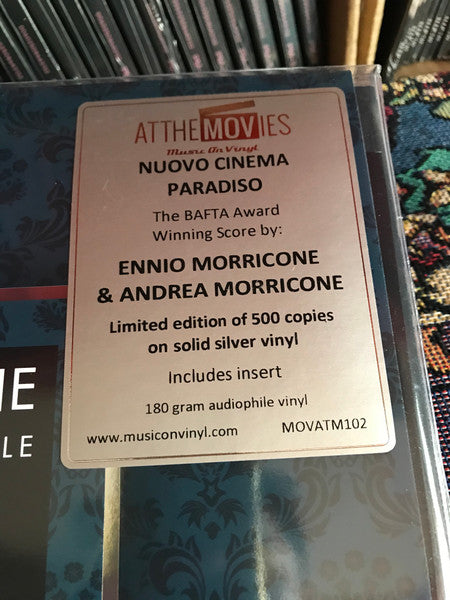 ATTHEMOVIES
Music On Vinyl
NUOVO CINEMA
PARADISO
The BAFTA Award
Winning Score by:
ENNIO MORRICONE
& ANDREA MORRICONE
Limited edition of 500 copies
on solid silver vinyl
Includes insert
180 gram audiophile vinyl
www.musiconvinyl.com MOVATM102
IE
LE